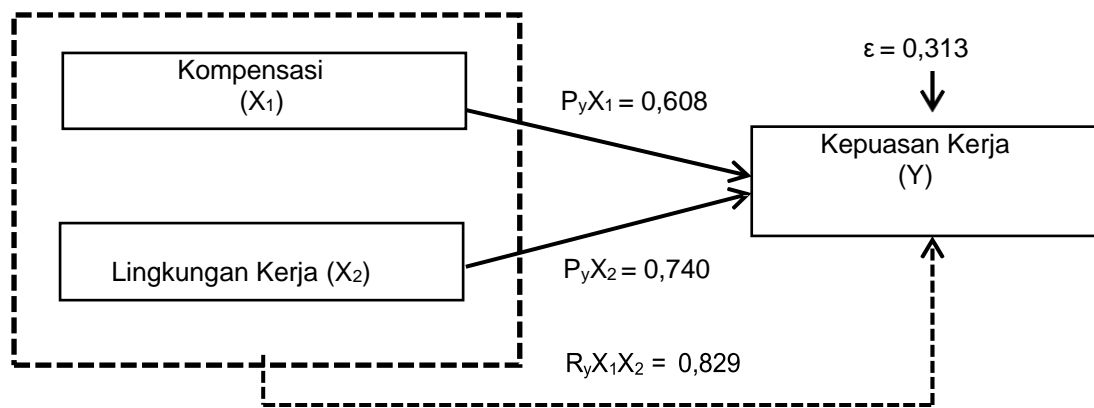 Kompensasi
(X₁)
ε = 0,313
PᵧX₁ = 0,608
Kepuasan Kerja
(Y)
Lingkungan Kerja (X₂)
PᵧX₂ = 0,740
RᵧX₁X₂ = 0,829